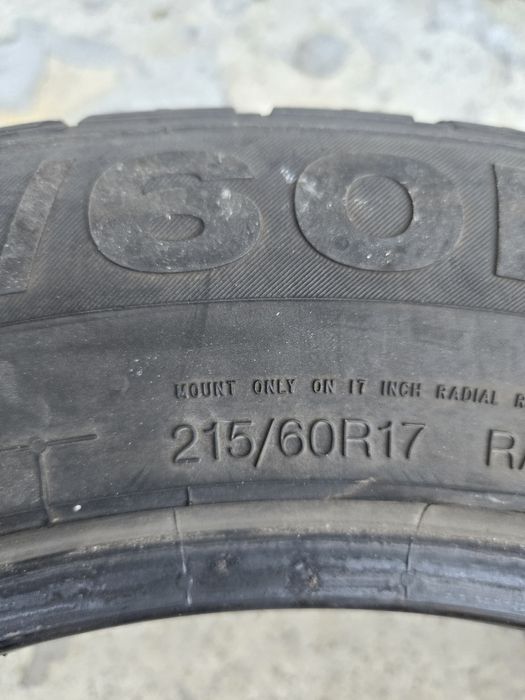 /60
MOUNT ONLY ON 17 INCH RADIAL
215/60R17